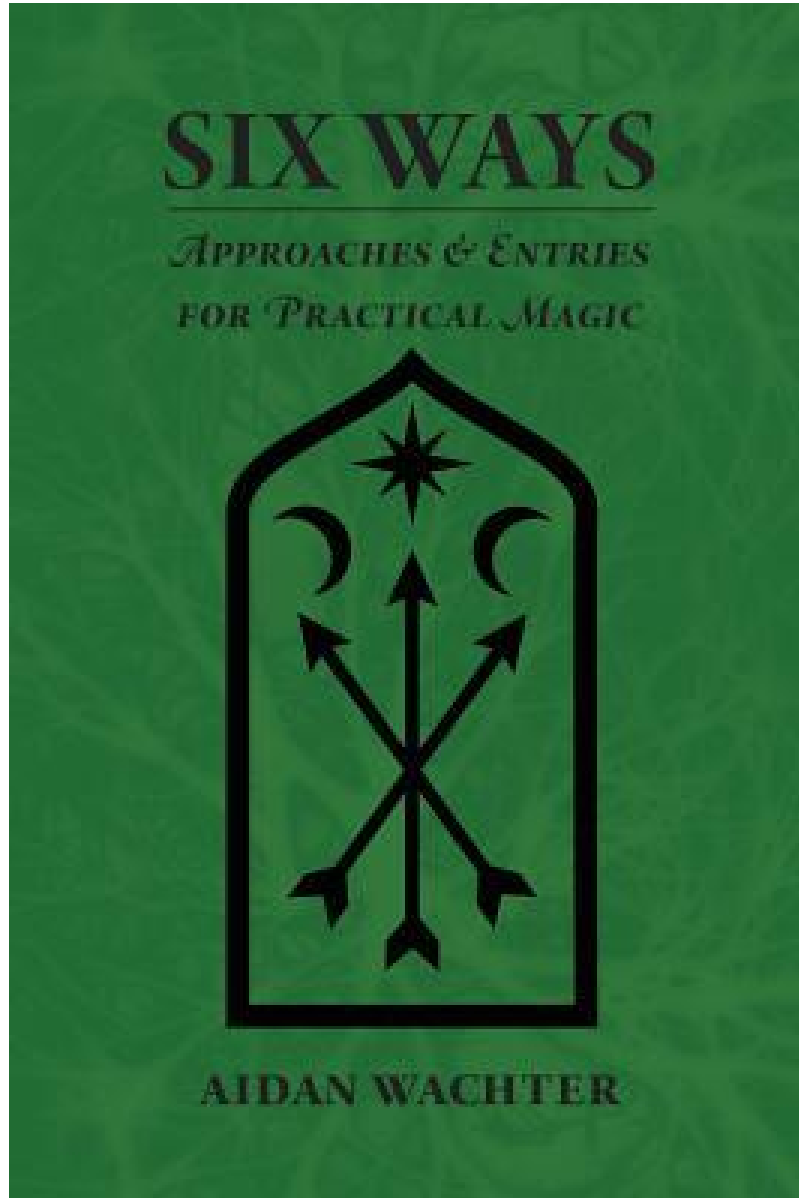 SIX WAYS
APPROACHES & ENTRIES
FOR PRACTICAL MAGIC
AIDAN WACHTER